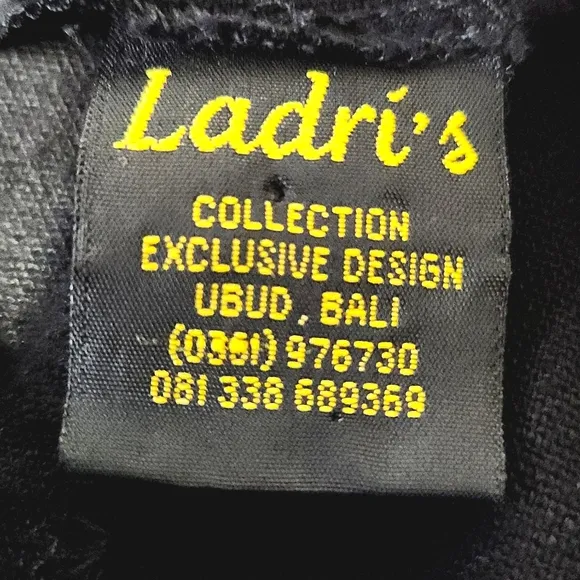 Ladri's
COLLECTION
EXCLUSIVE DESIGN
UBUD, BALI
(0361) 976730
081 338 689369